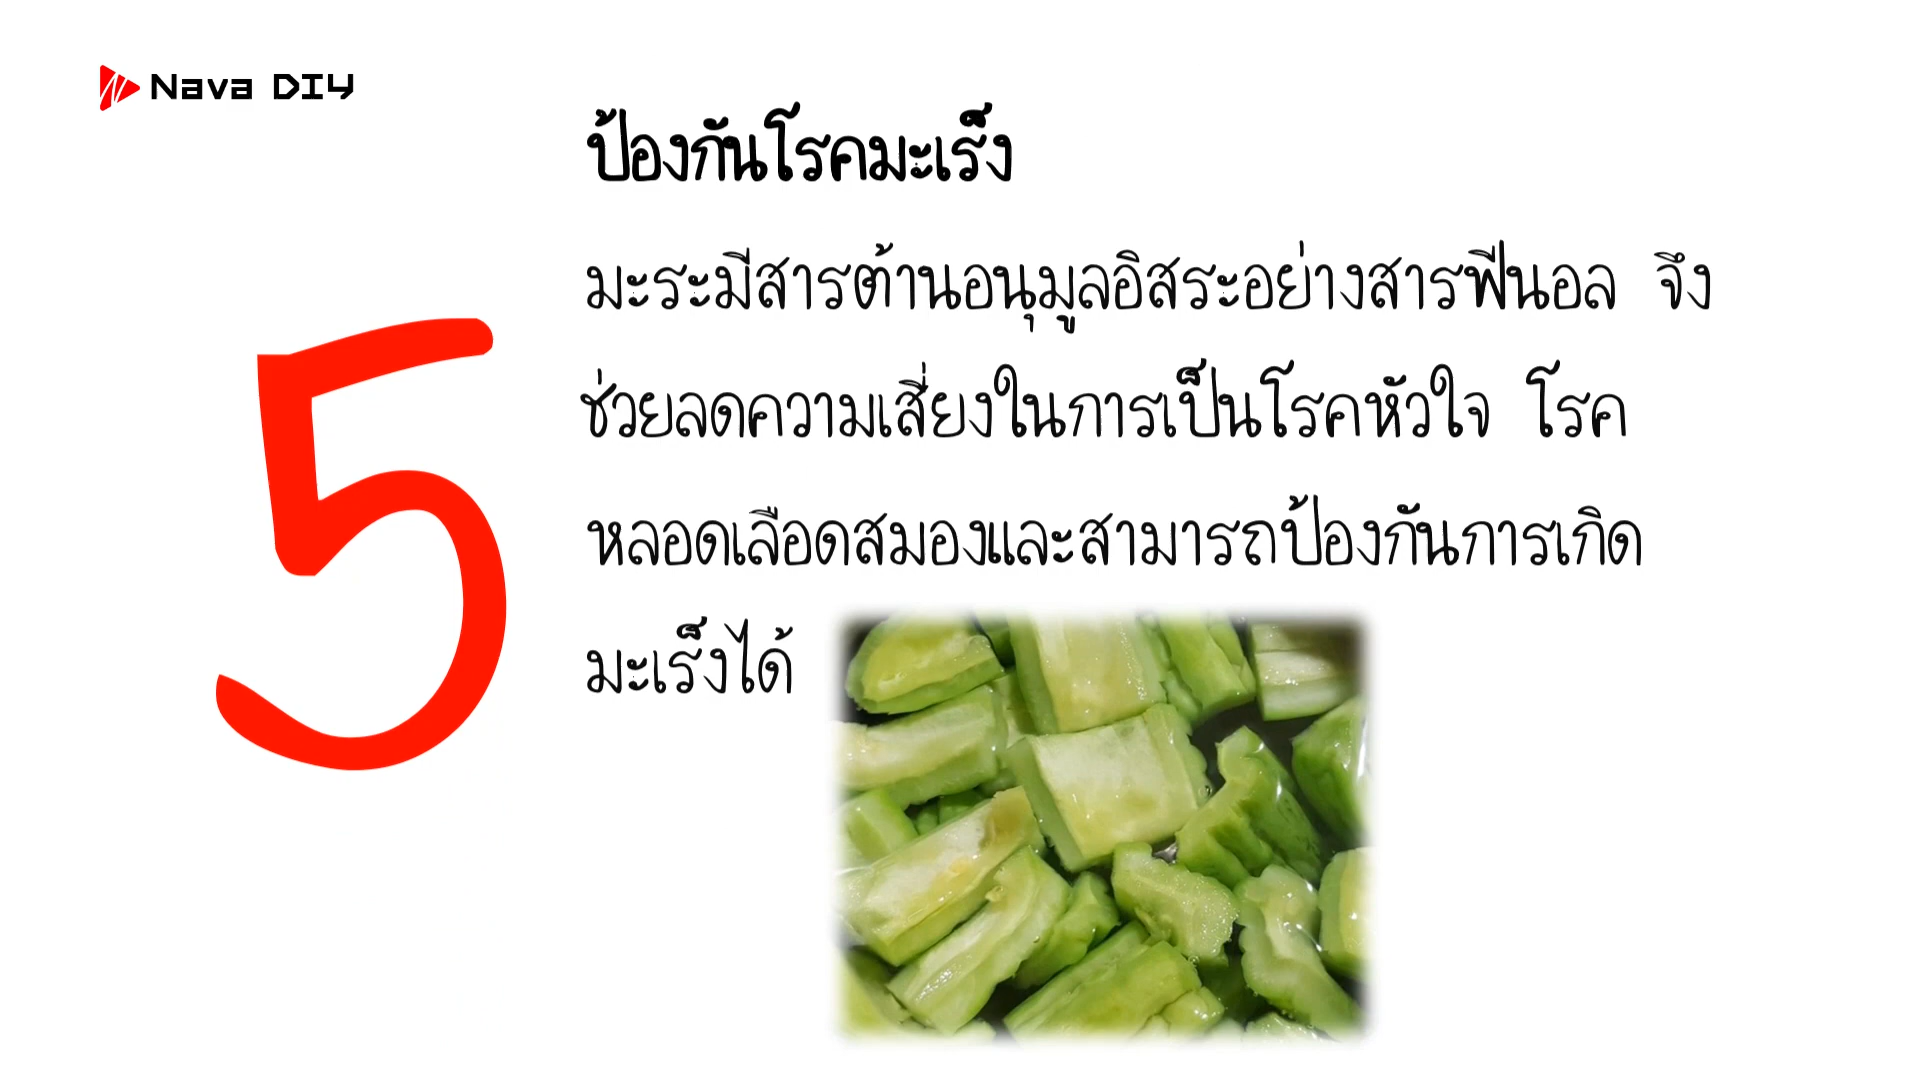 Nava DIY
ป้องกันโรคมะเร็ง
มะระมีสารต้านอนุมูลอิสระอย่างสารฟีนอล จึง
ช่วยลดความเสี่ยงในการเป็นโรคหัวใจ โรค
หลอดเลือดสมองและสามารถป้องกันการเกิด
มะเร็งได้
5